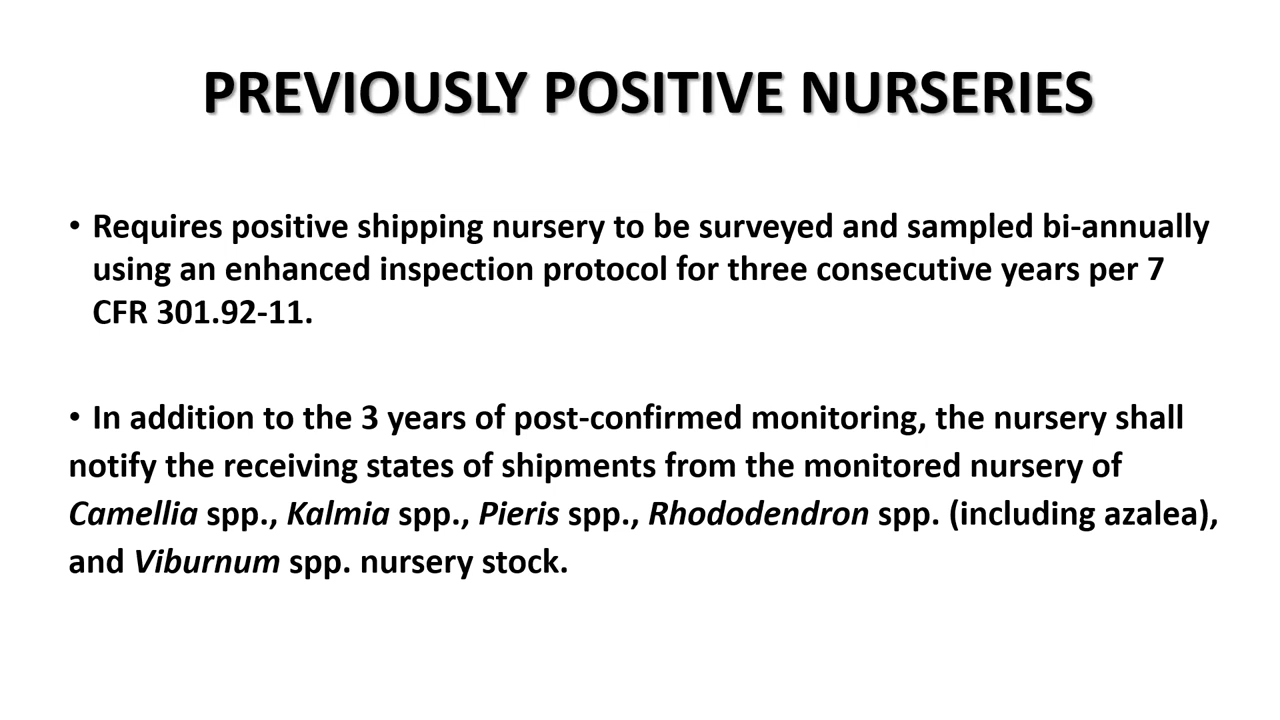 PREVIOUSLY POSITIVE NURSERIES
• Requires positive shipping nursery to be surveyed and sampled bi-annually
using an enhanced inspection protocol for three consecutive years per 7
CFR 301.92-11.
• In addition to the 3 years of post-confirmed monitoring, the nursery shall
notify the receiving states of shipments from the monitored nursery of
Camellia spp., Kalmia spp., Pieris spp., Rhododendron spp. (including azalea),
and Viburnum spp. nursery stock.